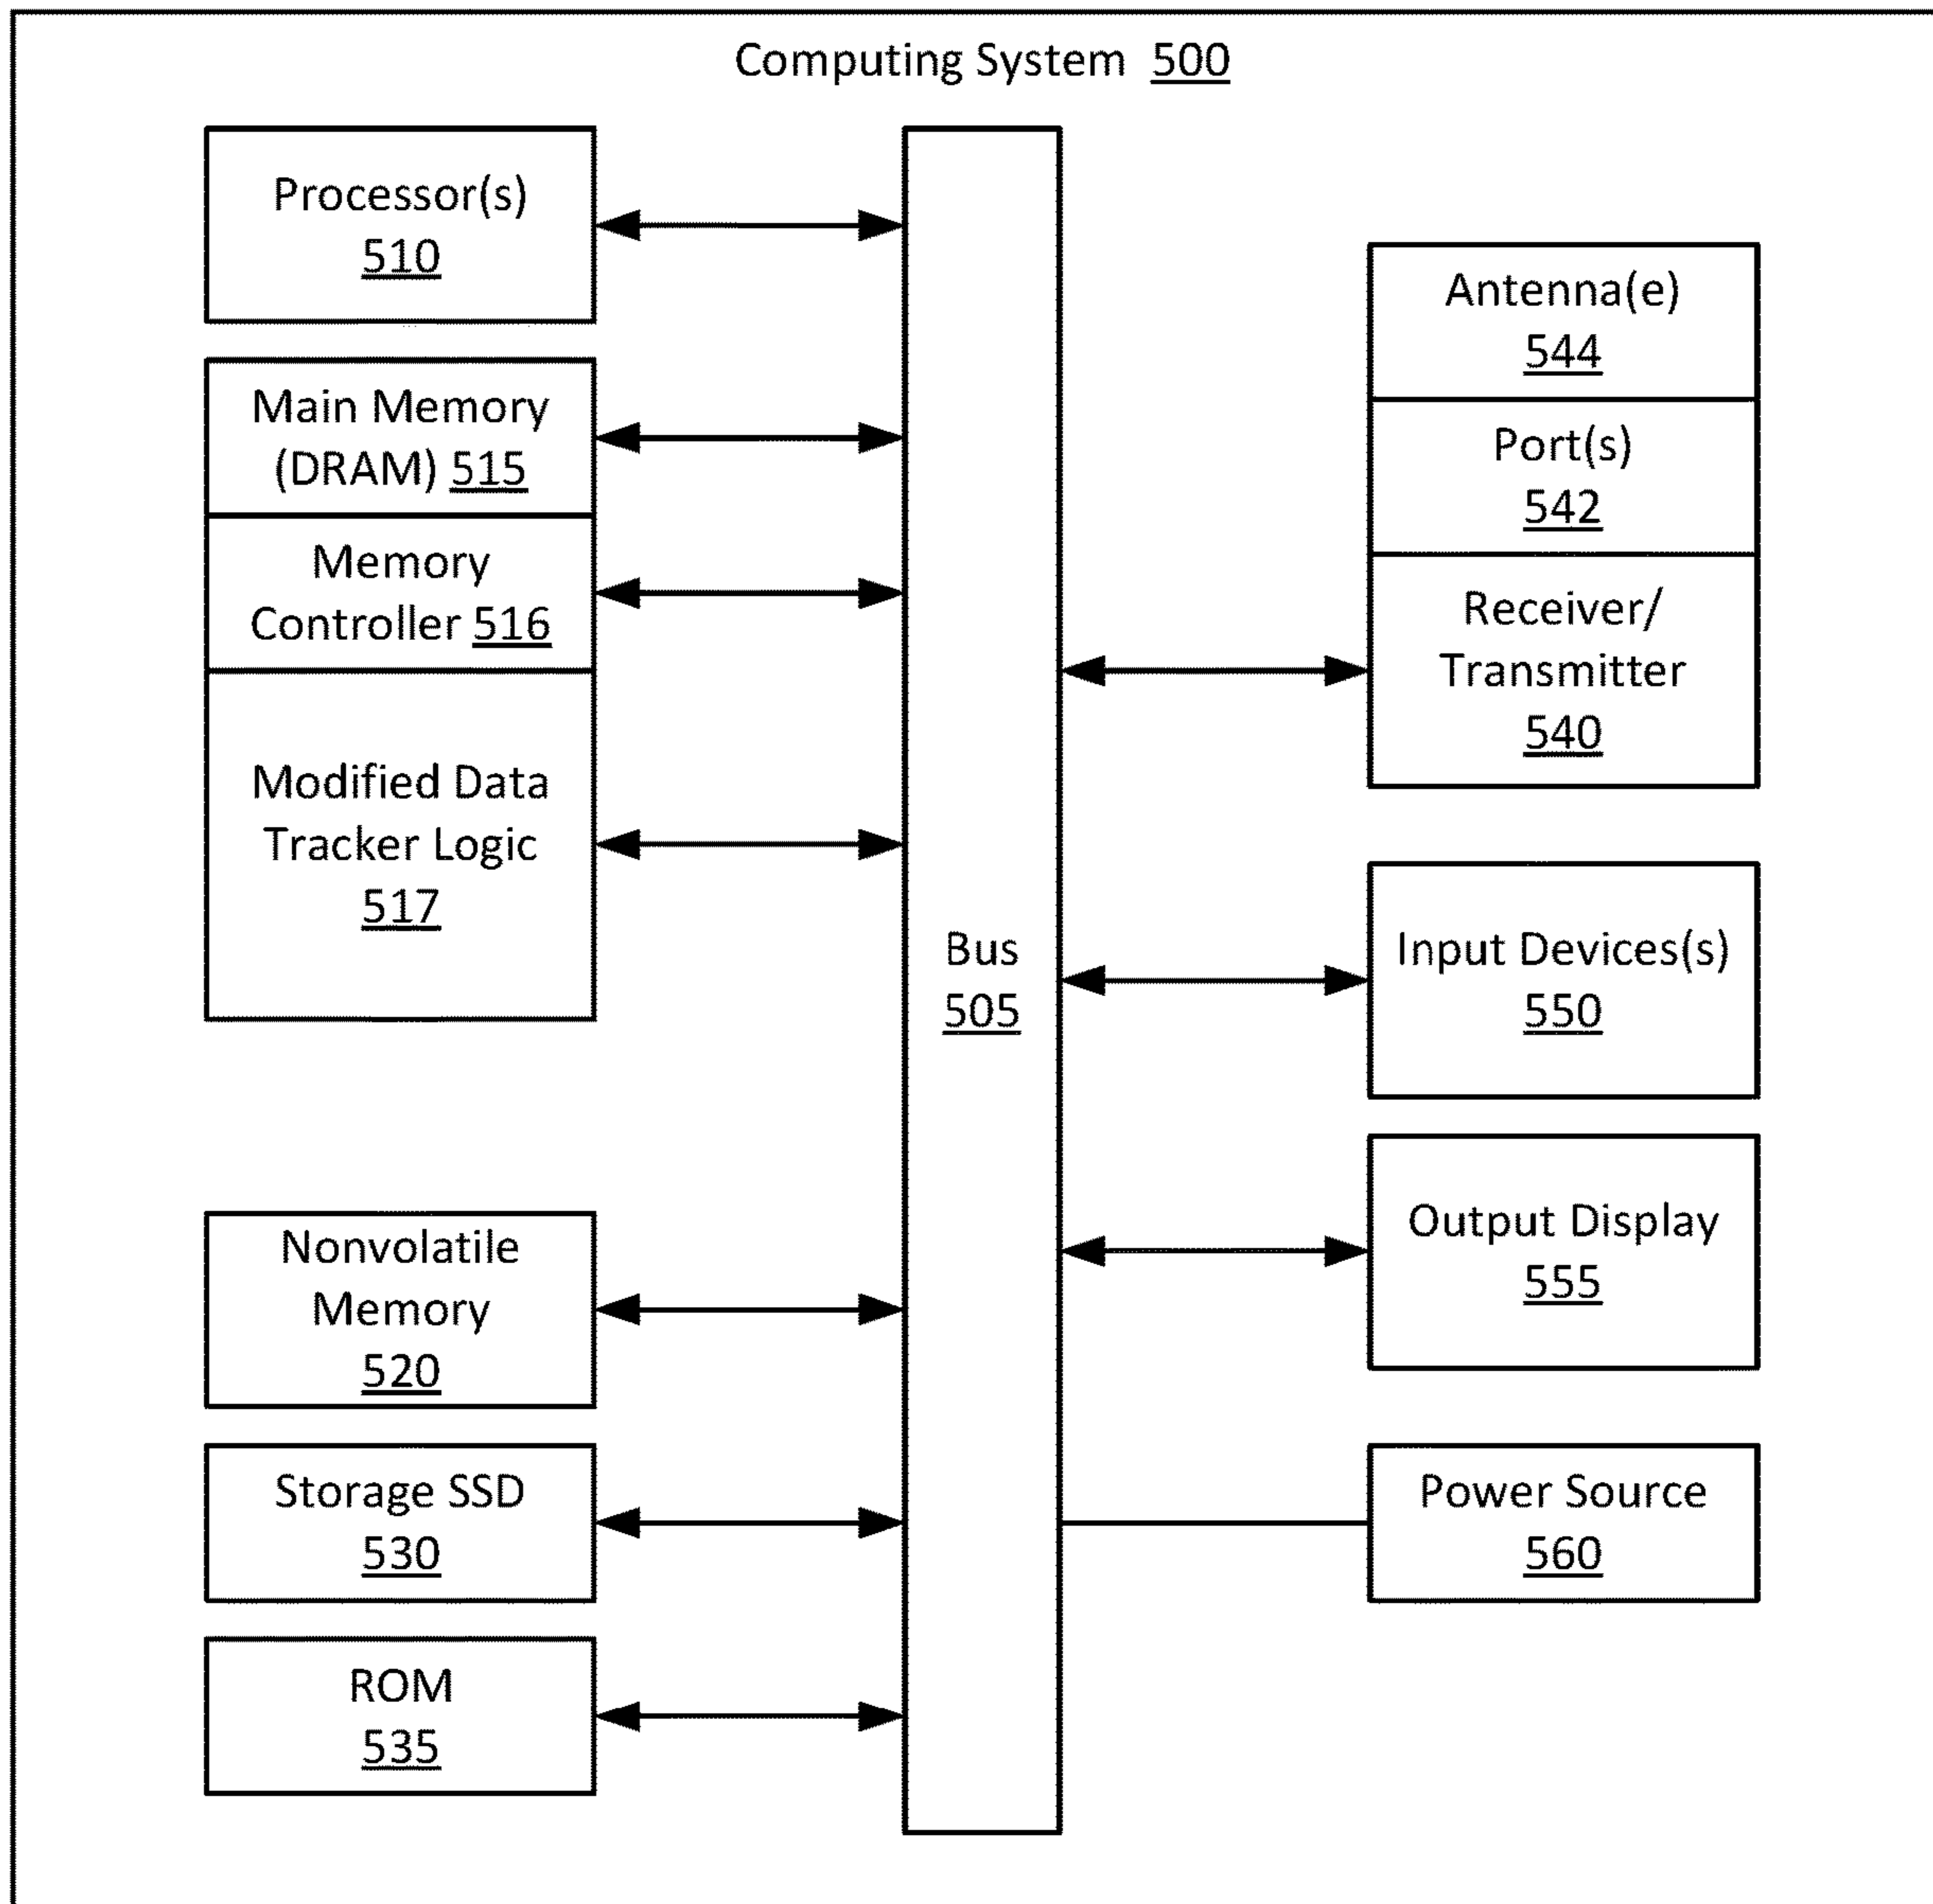 Computing System 500
Processor(s)
510
Main Memory
(DRAM) 515
Memory
Controller 516
Modified Data
Tracker Logic
517
Nonvolatile
Memory
520
Storage SSD
530
ROM
535
Bus
505
Antenna(e)
544
Port(s)
542
Receiver/
Transmitter
540
Input Devices(s)
550
Output Display
555
Power Source
560